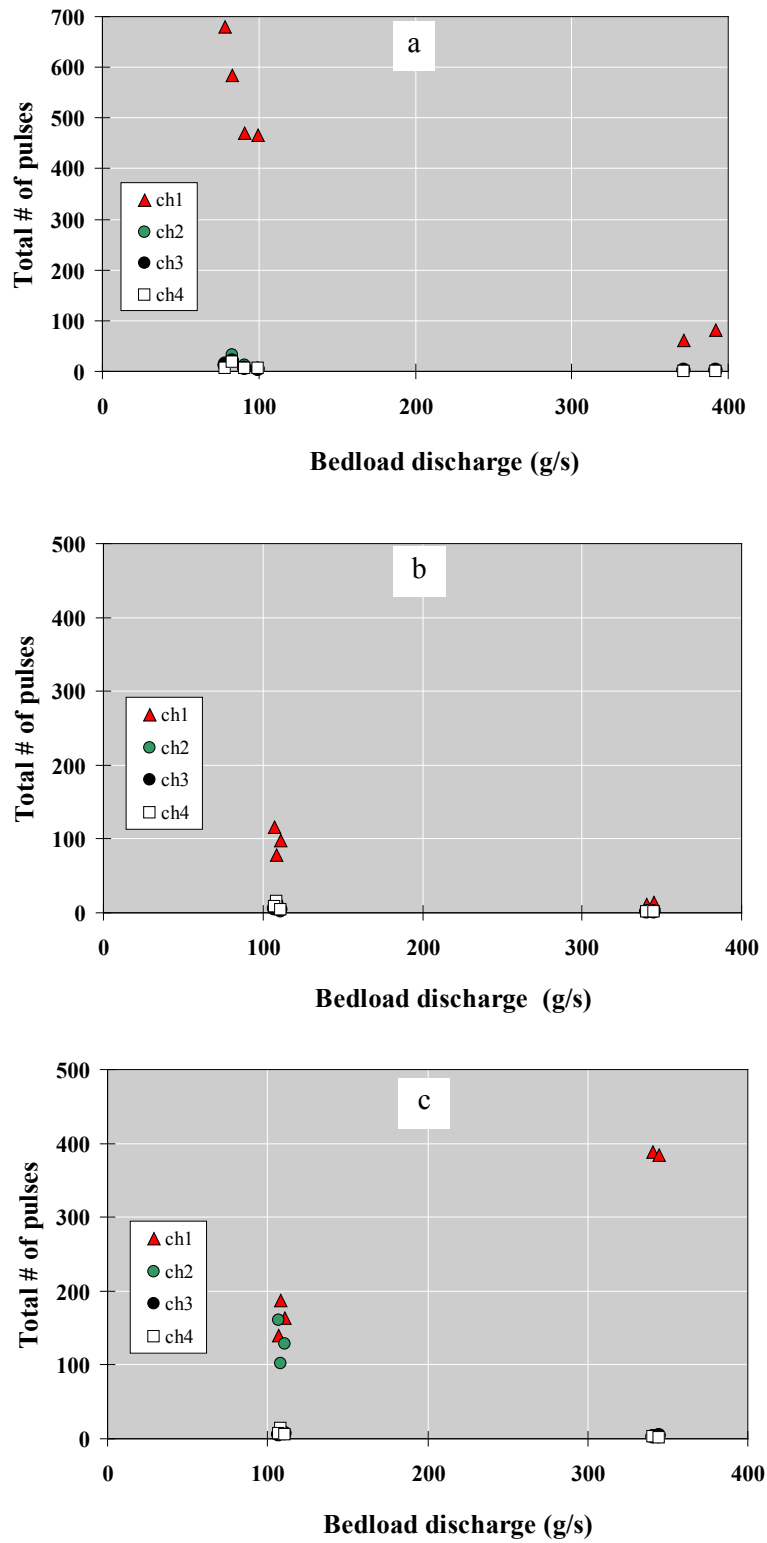 a
700
600
500
400
300
200
100
0
Total # of pulses
ch1
ch2
ch3
ch4
0 100 200 300 400
Bedload discharge (g/s)
b
500
400
300
200
100
0
Total # of pulses
ch1
ch2
ch3
ch4
0 100 200 300 400
Bedload discharge (g/s)
c
500
400
300
200
100
0
Total # of pulses
ch1
ch2
ch3
ch4
0 100 200 300 400
Bedload discharge (g/s)